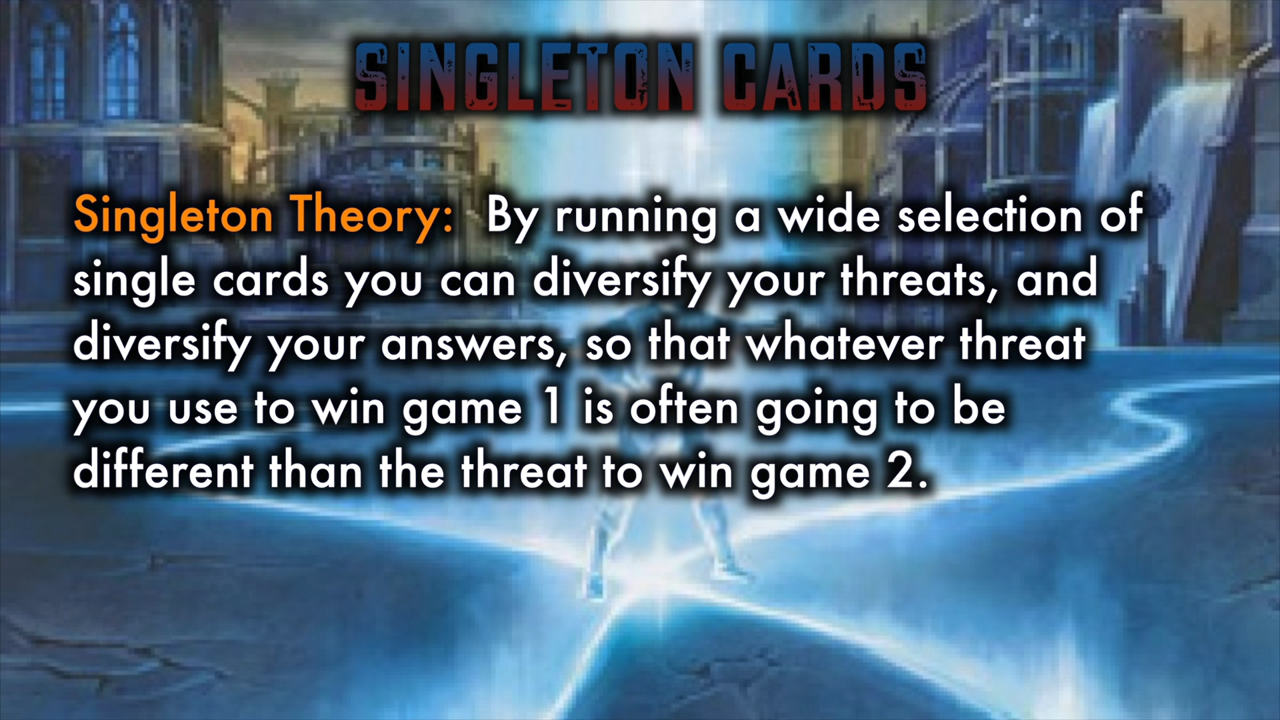 SINGLETON CARDS
Singleton Theory: By running a wide selection of
single cards you can diversify your threats, and
diversify your answers, so that whatever threat
you use to win game 1 is often going to be
different than the threat to win game 2.